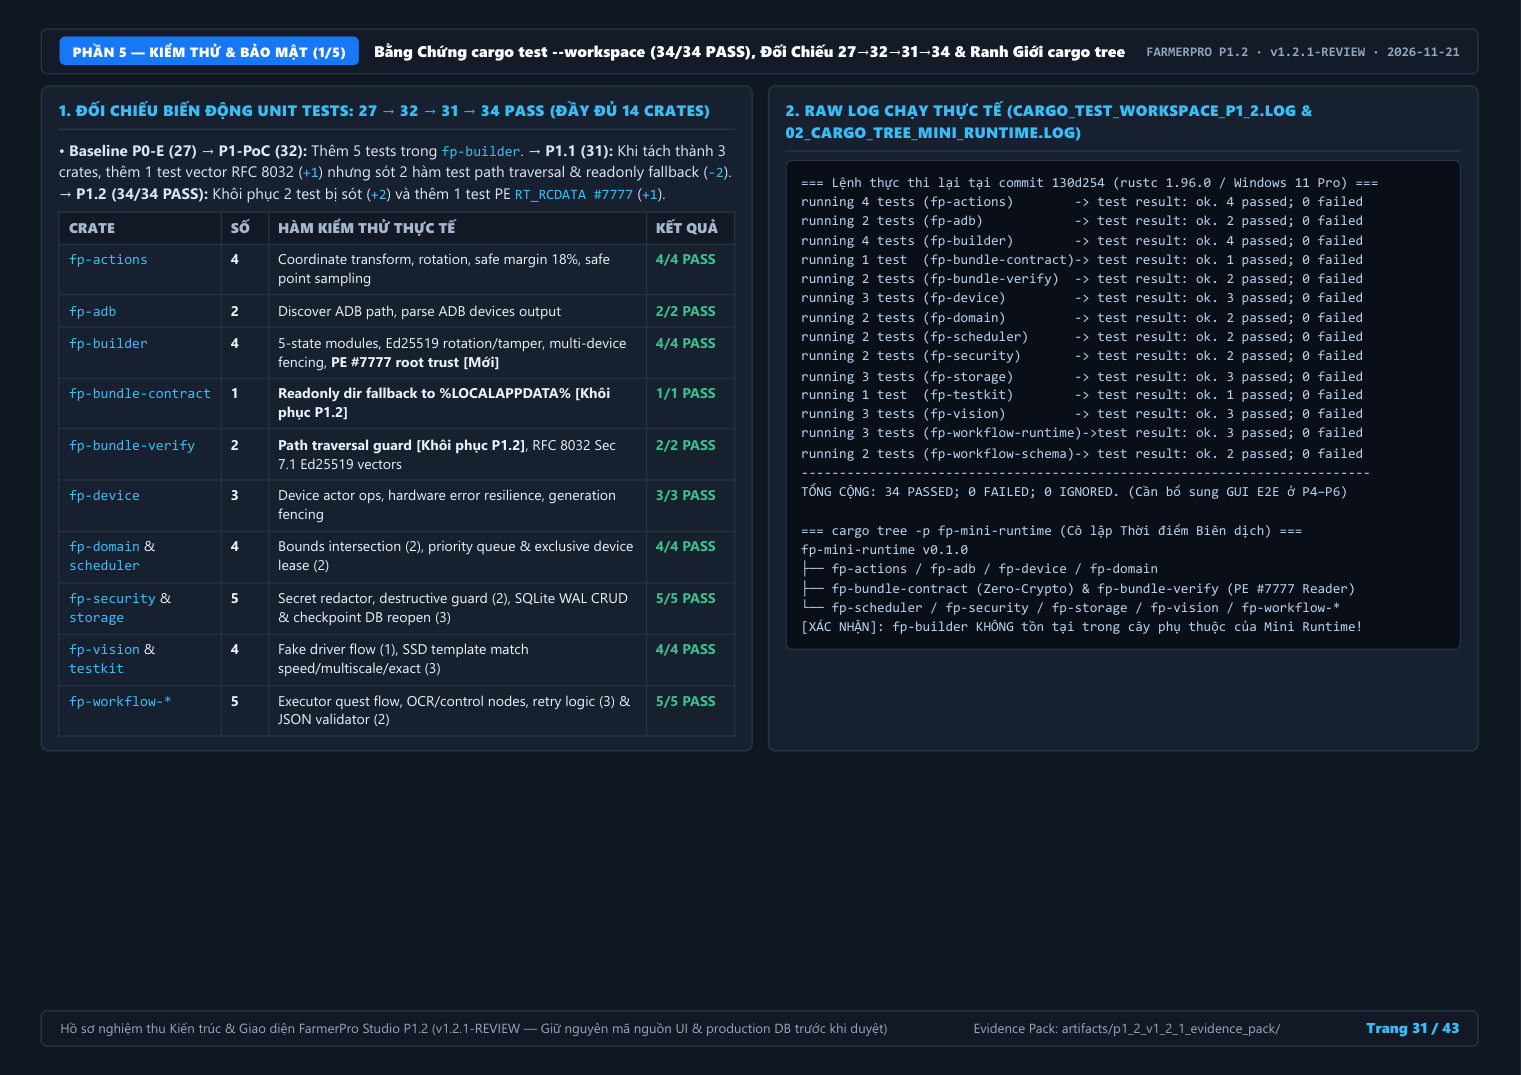 PHẦN 5 — KIỂM THỬ & BẢO MẬT (1/5)
Bằng Chứng cargo test --workspace (34/34 PASS), Đối Chiếu 27→32→31→34 & Ranh Giới cargo tree
FARMERPRO P1.2 · v1.2.1-REVIEW · 2026-11-21
1. ĐỐI CHIẾU BIẾN ĐỘNG UNIT TESTS: 27 → 32 → 31 → 34 PASS (ĐẦY ĐỦ 14 CRATES)
• Baseline P0-E (27) → P1-PoC (32): Thêm 5 tests trong fp-builder. → P1.1 (31): Khi tách thành 3
crates, thêm 1 test vector RFC 8032 (+1) nhưng sót 2 hàm test path traversal & readonly fallback (-2).
→ P1.2 (34/34 PASS): Khôi phục 2 test bị sót (+2) và thêm 1 test PE RT_RCDATA #7777 (+1).
CRATE SỐ HÀM KIỂM THỬ THỰC TẾ KẾT QUẢ
fp-actions 4 Coordinate transform, rotation, safe margin 18%, safe 4/4 PASS
point sampling
fp-adb 2 Discover ADB path, parse ADB devices output 2/2 PASS
fp-builder 4 5-state modules, Ed25519 rotation/tamper, multi-device 4/4 PASS
fencing, PE #7777 root trust [Mới]
fp-bundle-contract 1 Readonly dir fallback to %LOCALAPPDATA% [Khôi 1/1 PASS
phục P1.2]
fp-bundle-verify 2 Path traversal guard [Khôi phục P1.2], RFC 8032 Sec 2/2 PASS
7.1 Ed25519 vectors
fp-device 3 Device actor ops, hardware error resilience, generation 3/3 PASS
fencing
fp-domain & 4 Bounds intersection (2), priority queue & exclusive device 4/4 PASS
scheduler lease (2)
fp-security & 5 Secret redactor, destructive guard (2), SQLite WAL CRUD 5/5 PASS
storage & checkpoint DB reopen (3)
fp-vision & 4 Fake driver flow (1), SSD template match 4/4 PASS
testkit speed/multiscale/exact (3)
fp-workflow-* 5 Executor quest flow, OCR/control nodes, retry logic (3) & 5/5 PASS
JSON validator (2)
2. RAW LOG CHẠY THỰC TẾ (CARGO_TEST_WORKSPACE_P1_2.LOG &
02_CARGO_TREE_MINI_RUNTIME.LOG)
=== Lệnh thực thi lại tại commit 130d254 (rustc 1.96.0 / Windows 11 Pro) ===
running 4 tests (fp-actions) -> test result: ok. 4 passed; 0 failed
running 2 tests (fp-adb) -> test result: ok. 2 passed; 0 failed
running 4 tests (fp-builder) -> test result: ok. 4 passed; 0 failed
running 1 test (fp-bundle-contract)-> test result: ok. 1 passed; 0 failed
running 2 tests (fp-bundle-verify) -> test result: ok. 2 passed; 0 failed
running 3 tests (fp-device) -> test result: ok. 3 passed; 0 failed
running 2 tests (fp-domain) -> test result: ok. 2 passed; 0 failed
running 2 tests (fp-scheduler) -> test result: ok. 2 passed; 0 failed
running 2 tests (fp-security) -> test result: ok. 2 passed; 0 failed
running 3 tests (fp-storage) -> test result: ok. 3 passed; 0 failed
running 1 test (fp-testkit) -> test result: ok. 1 passed; 0 failed
running 3 tests (fp-vision) -> test result: ok. 3 passed; 0 failed
running 3 tests (fp-workflow-runtime)->test result: ok. 3 passed; 0 failed
running 2 tests (fp-workflow-schema)-> test result: ok. 2 passed; 0 failed
---------------------------------------------------------------------------
TỔNG CỘNG: 34 PASSED; 0 FAILED; 0 IGNORED. (Cần bổ sung GUI E2E ở P4–P6)
=== cargo tree -p fp-mini-runtime (Cô lập Thời điểm Biên dịch) ===
fp-mini-runtime v0.1.0
├── fp-actions / fp-adb / fp-device / fp-domain
├── fp-bundle-contract (Zero-Crypto) & fp-bundle-verify (PE #7777 Reader)
└── fp-scheduler / fp-security / fp-storage / fp-vision / fp-workflow-*
[XÁC NHẬN]: fp-builder KHÔNG tồn tại trong cây phụ thuộc của Mini Runtime!
Hồ sơ nghiệm thu Kiến trúc & Giao diện FarmerPro Studio P1.2 (v1.2.1-REVIEW — Giữ nguyên mã nguồn UI & production DB trước khi duyệt)
Evidence Pack: artifacts/p1_2_v1_2_1_evidence_pack/
Trang 31 / 43